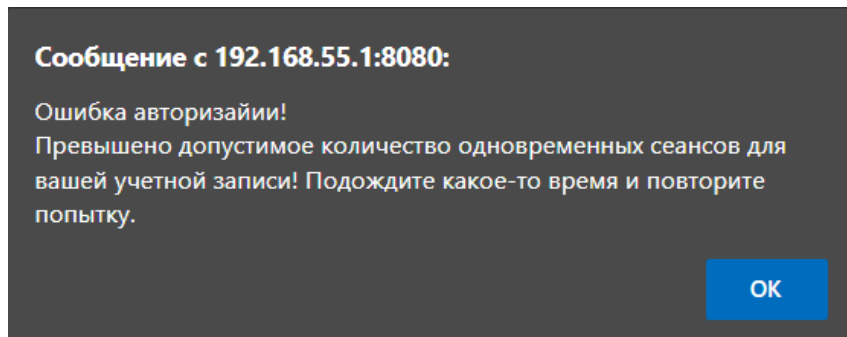 Сообщение с 192.168.55.1:8080:
Ошибка авторизайии!
Превышено допустимое количество одновременных сеансов для
вашей учетной записи! Подождите какое-то время и повторите
попытку.
ОК